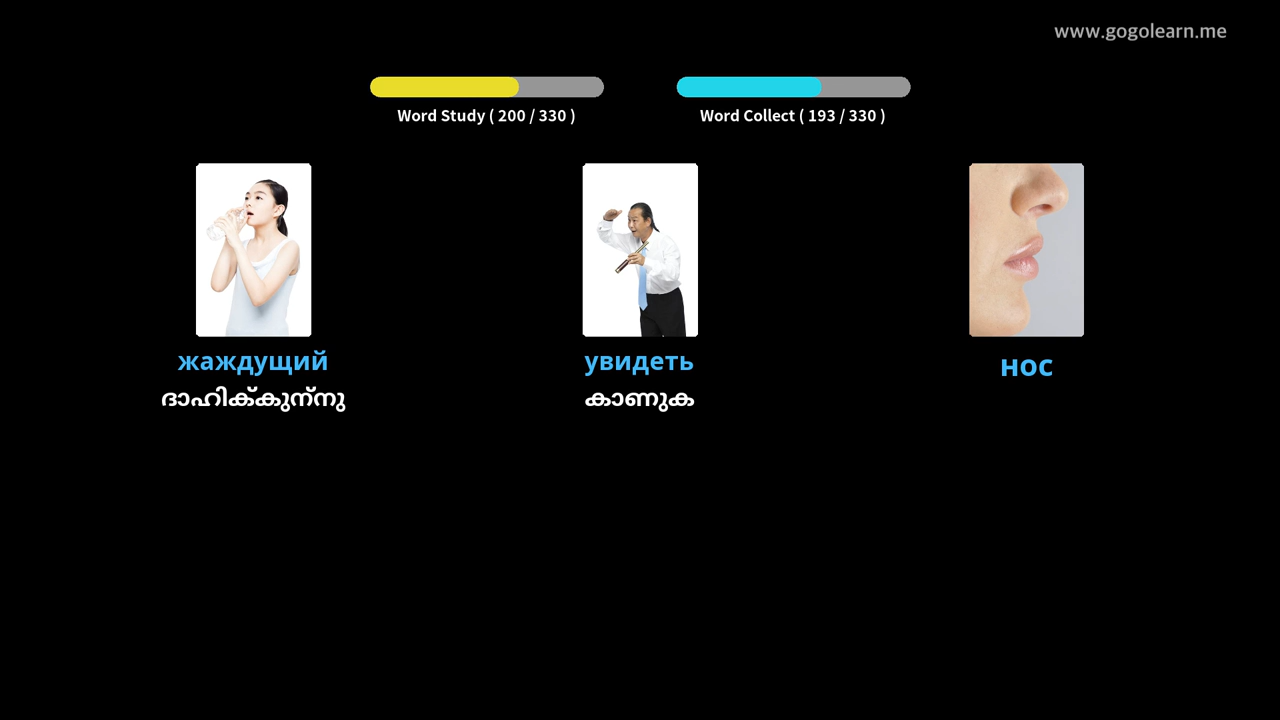 www.gogolearn.me
Word Study ( 200 / 330 )
Word Collect ( 193 / 330 )
жаждущий
увидеть
нос
ദാഹിക്കുന്നു
കാണുക